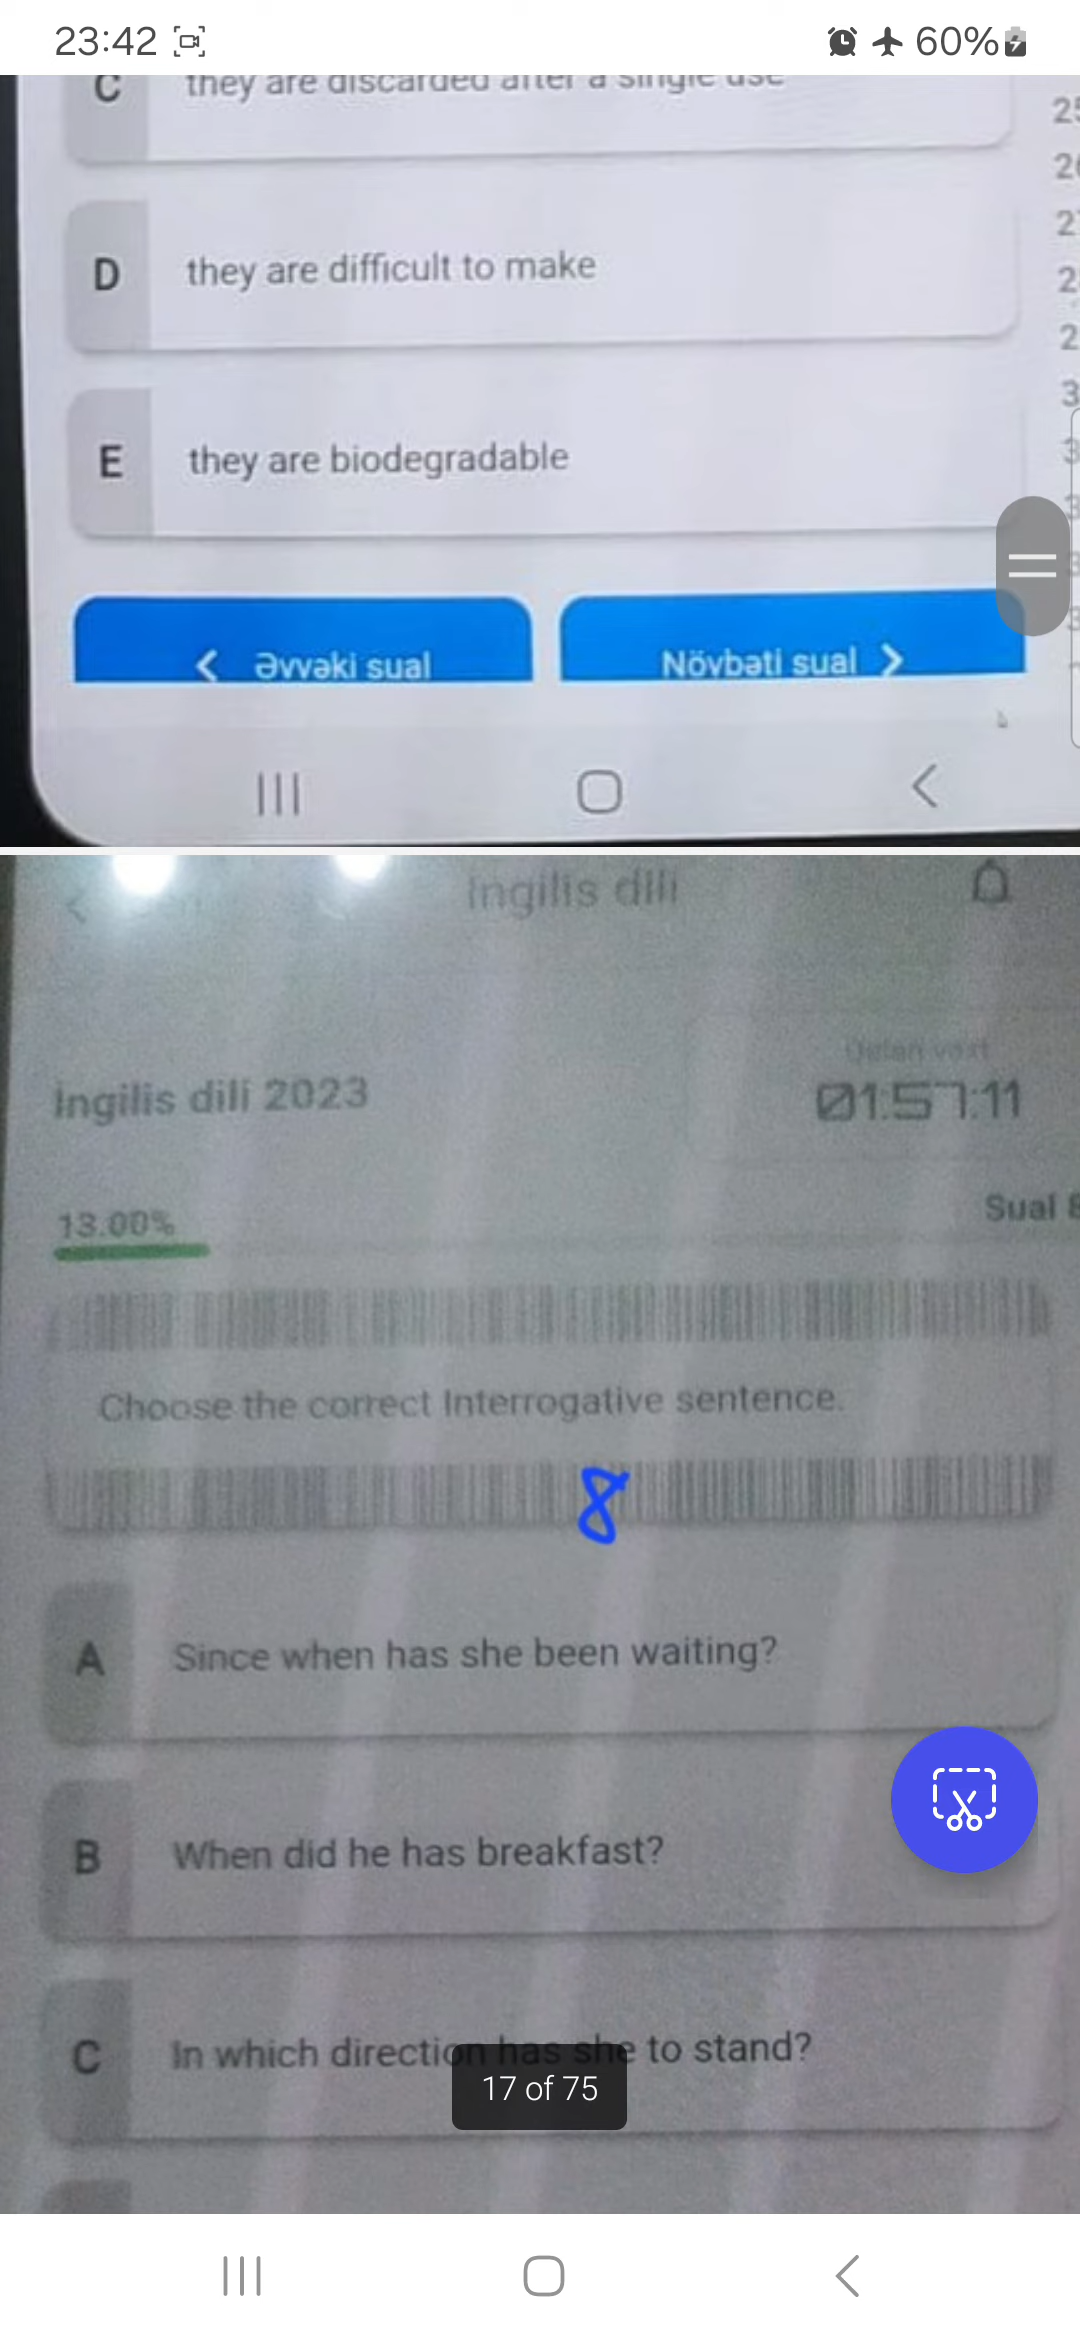 23:42
60%
C they are discarded after a single use
D they are difficult to make
E they are biodegradable
Əvvəki sual
Növbəti sual
İngilis dili
Qalan vaxt
İngilis dili 2023
01:57:11
13.00%
Sual
Choose the correct Interrogative sentence.
8
A Since when has she been waiting?
B When did he has breakfast?
C In which direction has she to stand?
17 of 75